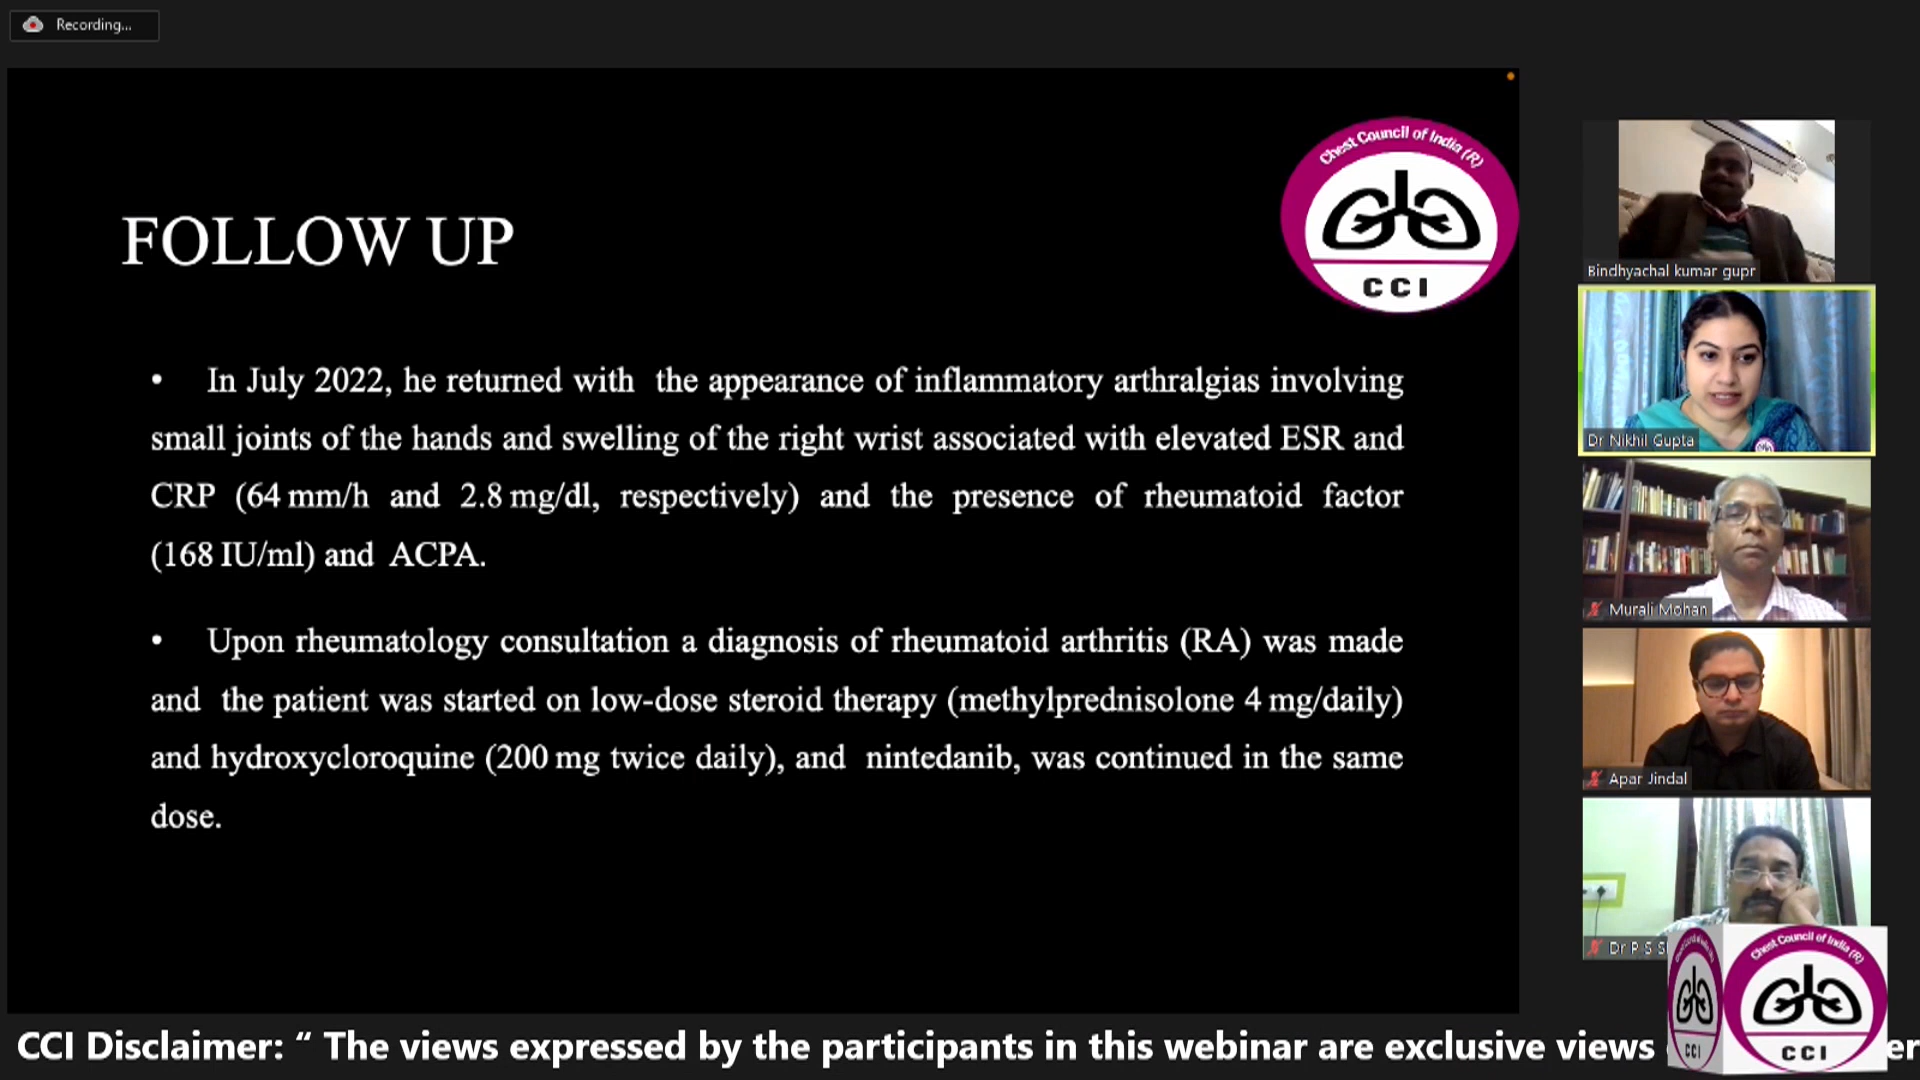 Recording...
Chest Council of India (R)
CCI
FOLLOW UP
• In July 2022, he returned with the appearance of inflammatory arthralgias involving
small joints of the hands and swelling of the right wrist associated with elevated ESR and
CRP (64 mm/h and 2.8 mg/dl, respectively) and the presence of rheumatoid factor
(168 IU/ml) and ACPA.
• Upon rheumatology consultation a diagnosis of rheumatoid arthritis (RA) was made
and the patient was started on low-dose steroid therapy (methylprednisolone 4 mg/daily)
and hydroxycloroquine (200 mg twice daily), and nintedanib, was continued in the same
dose.
Bindhyachal kumar gupr
Dr Nikhil Gupta
Murali Mohan
Apar Jindal
Dr P S
Chest Council of India (R)
CCI
CCI
CCI Disclaimer: “ The views expressed by the participants in this webinar are exclusive views